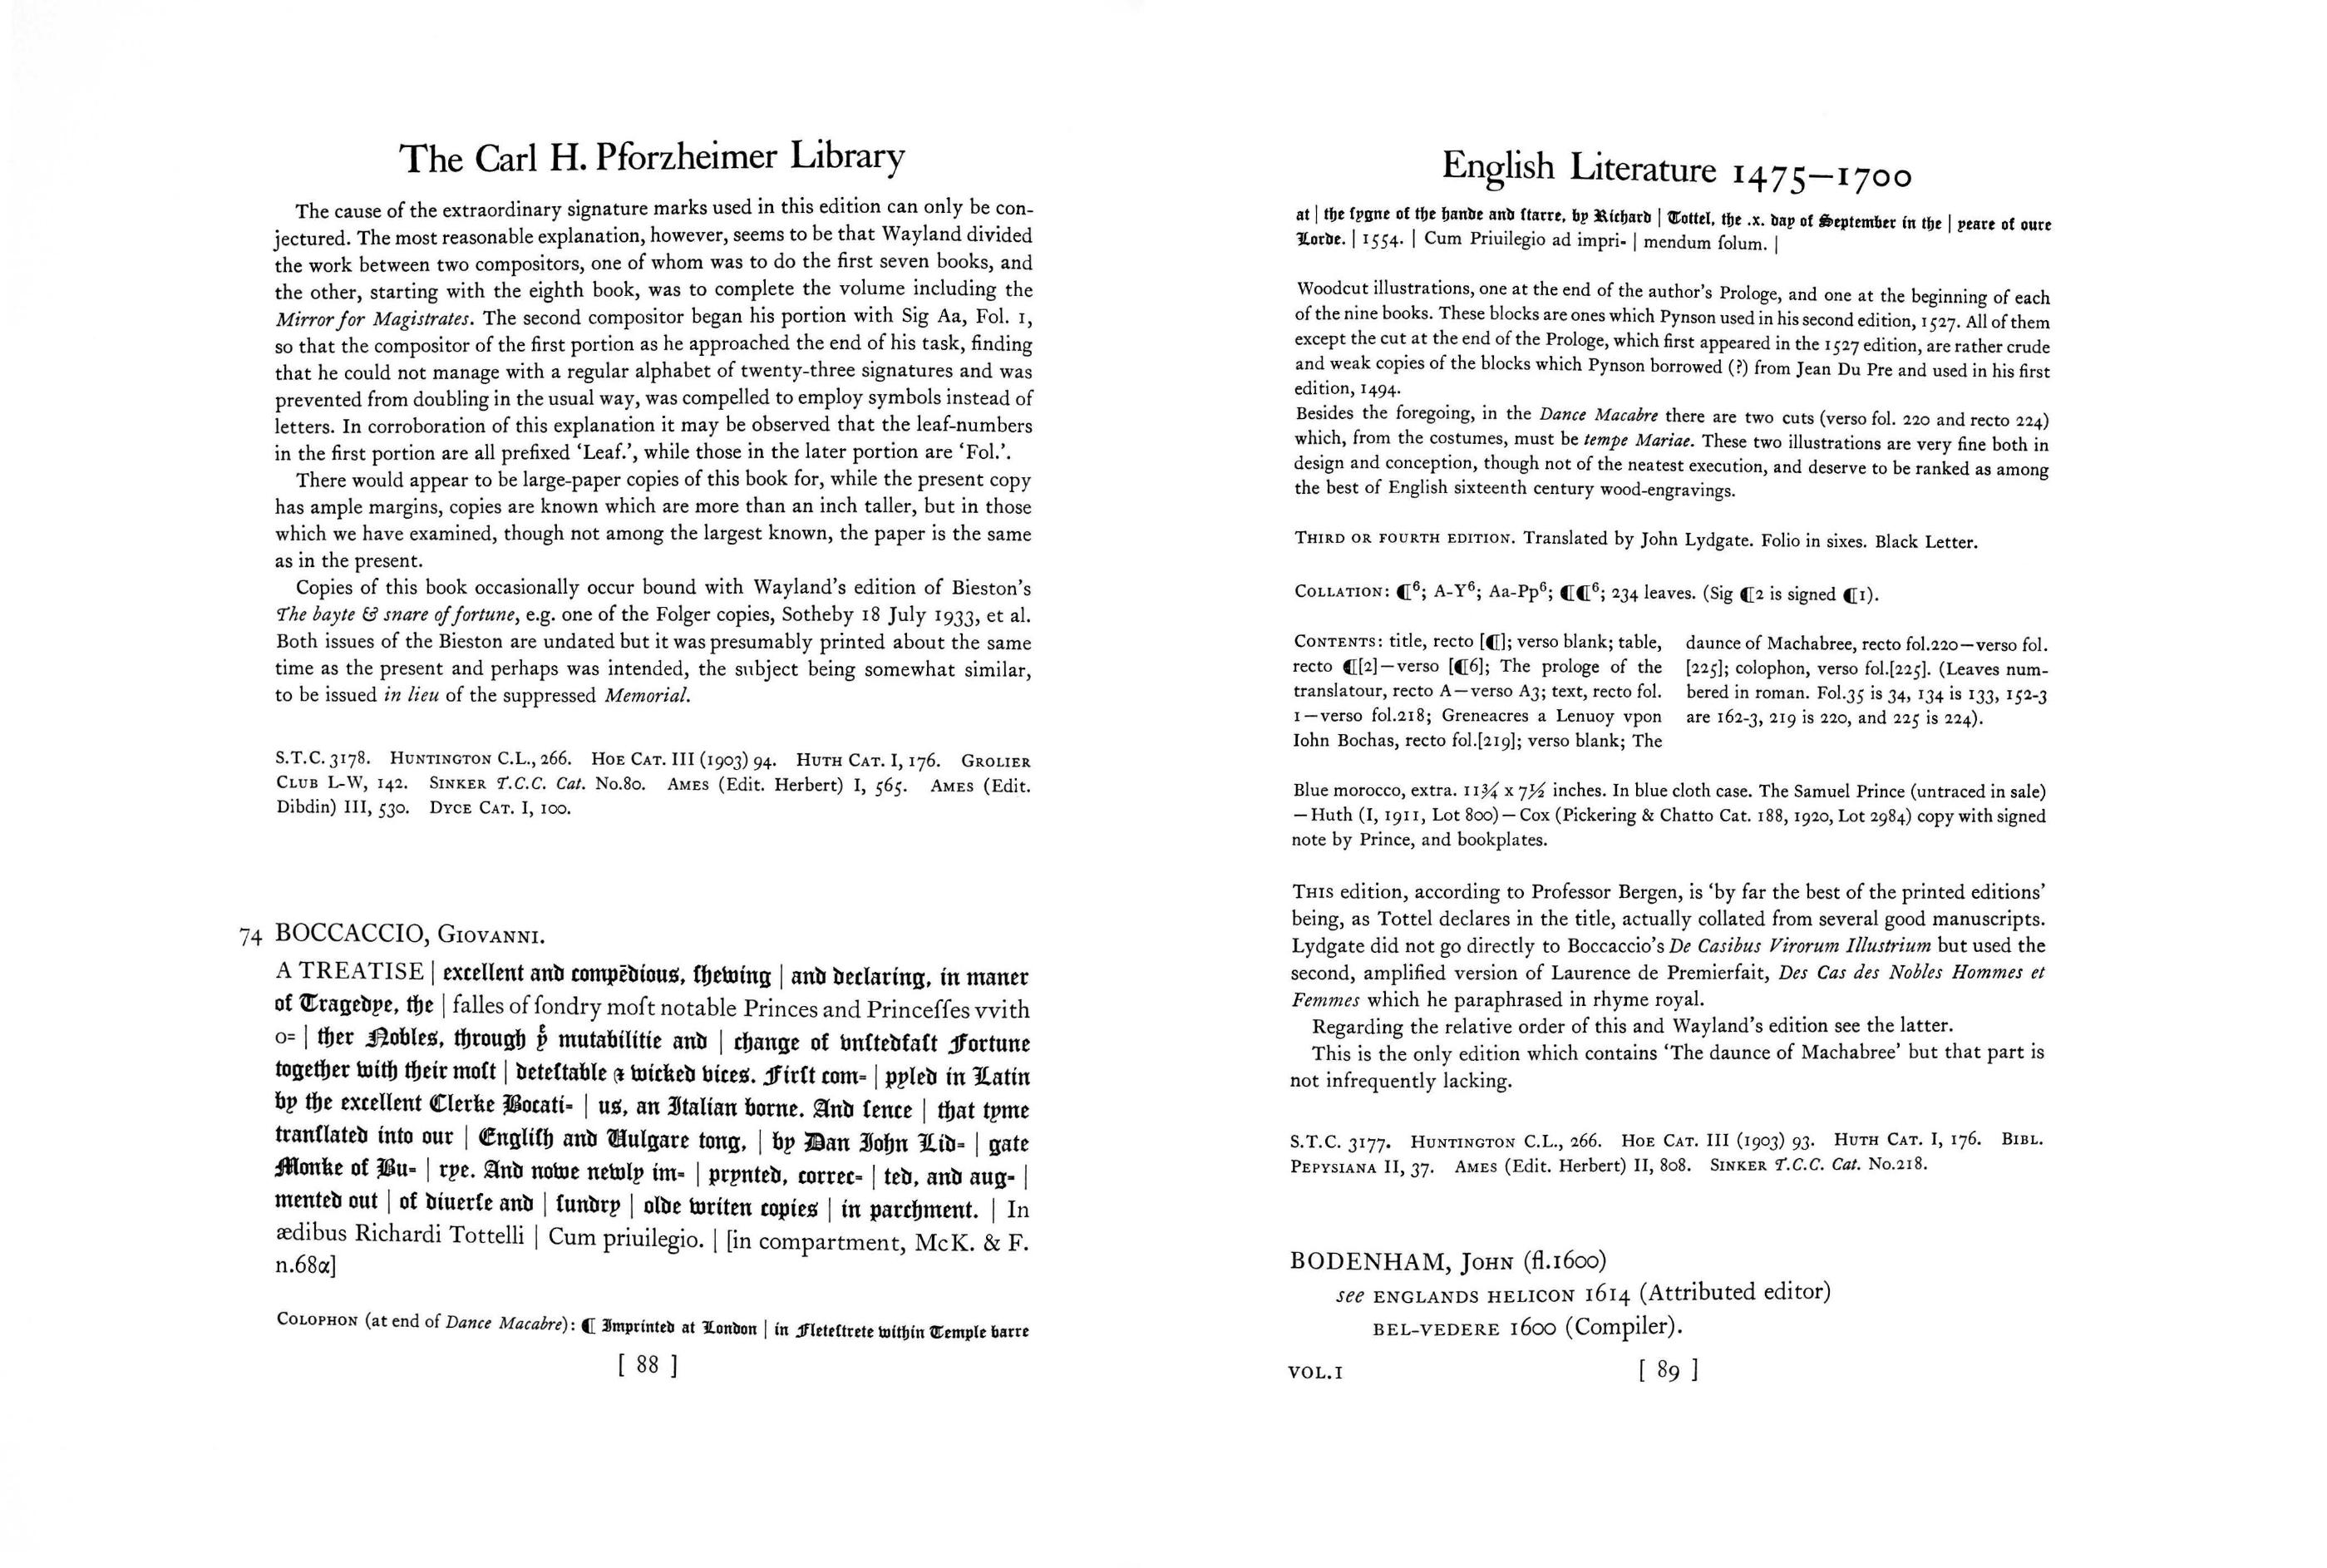 The Carl H. Pforzheimer Library
The cause of the extraordinary signature marks used in this edition can only be con-
jectured. The most reasonable explanation, however, seems to be that Wayland divided
the work between two compositors, one of whom was to do the first seven books, and
the other, starting with the eighth book, was to complete the volume including the
Mirror for Magistrates. The second compositor began his portion with Sig Aa, Fol. 1,
so that the compositor of the first portion as he approached the end of his task, finding
that he could not manage with a regular alphabet of twenty-three signatures and was
prevented from doubling in the usual way, was compelled to employ symbols instead of
letters. In corroboration of this explanation it may be observed that the leaf-numbers
in the first portion are all prefixed ‘Leaf.’, while those in the later portion are ‘Fol.’.
There would appear to be large-paper copies of this book for, while the present copy
has ample margins, copies are known which are more than an inch taller, but in those
which we have examined, though not among the largest known, the paper is the same
as in the present.
Copies of this book occasionally occur bound with Wayland’s edition of Bieston’s
The bayte & snare of fortune, e.g. one of the Folger copies, Sotheby 18 July 1933, et al.
Both issues of the Bieston are undated but it was presumably printed about the same
time as the present and perhaps was intended, the subject being somewhat similar,
to be issued in lieu of the suppressed Memorial.
S.T.C. 3178. Huntington C.L., 266. Hoe Cat. III (1903) 94. Huth Cat. I, 176. Grolier
Club L-W, 142. Sinker T.C.C. Cat. No.80. Ames (Edit. Herbert) I, 565. Ames (Edit.
Dibdin) III, 530. Dyce Cat. I, 100.
74 BOCCACCIO, Giovanni.
A TREATISE | excellent and compēdious, ſhewing | and declaring, in maner
of Tragedye, the | falles of ſondry moſt notable Princes and Princeſſes vvith
o= | ther Nobles, through þͤ mutabilitie and | change of vnſtedfaſt Fortune
together with their moſt | deteſtable & wicked vices. Firſt com- | pyled in Latin
by the excellent Clerke Bocati- | us, an Italian borne. And ſence | that tyme
tranſlated into our | Engliſh and Vulgare tong, | by Dan John Lid- | gate
Monke of Bu- | rye. And nowe newly im- | prynted, correc- | ted, and aug- |
mented out | of diuerſe and | ſundry | olde writen copies | in parchment. | In
ædibus Richardi Tottelli | Cum priuilegio. | [in compartment, McK. & F.
n.68α]
Colophon (at end of Dance Macabre): ¶ Imprinted at London | in Fleteſtrete within Temple barre
[ 88 ]
English Literature 1475–1700
at | the ſygne of the hande and ſtarre, by Richard | Tottel, the .x. day of September in the | yeare of oure
Lorde. | 1554. | Cum Priuilegio ad impri- | mendum ſolum. |
Woodcut illustrations, one at the end of the author’s Prologe, and one at the beginning of each
of the nine books. These blocks are ones which Pynson used in his second edition, 1527. All of them
except the cut at the end of the Prologe, which first appeared in the 1527 edition, are rather crude
and weak copies of the blocks which Pynson borrowed (?) from Jean Du Pre and used in his first
edition, 1494.
Besides the foregoing, in the Dance Macabre there are two cuts (verso fol. 220 and recto 224)
which, from the costumes, must be tempe Mariae. These two illustrations are very fine both in
design and conception, though not of the neatest execution, and deserve to be ranked as among
the best of English sixteenth century wood-engravings.
Third or fourth edition. Translated by John Lydgate. Folio in sixes. Black Letter.
Collation: ¶⁶; A-Y⁶; Aa-Pp⁶; ¶¶⁶; 234 leaves. (Sig ¶2 is signed ¶1).
Contents: title, recto [¶]; verso blank; table,
recto ¶[2]—verso [¶6]; The prologe of the
translatour, recto A—verso A3; text, recto fol.
1—verso fol.218; Greneacres a Lenuoy vpon
Iohn Bochas, recto fol.[219]; verso blank; The
daunce of Machabree, recto fol.220—verso fol.
[225]; colophon, verso fol.[225]. (Leaves num-
bered in roman. Fol.35 is 34, 134 is 133, 152-3
are 162-3, 219 is 220, and 225 is 224).
Blue morocco, extra. 11¾ x 7½ inches. In blue cloth case. The Samuel Prince (untraced in sale)
—Huth (I, 1911, Lot 800)—Cox (Pickering & Chatto Cat. 188, 1920, Lot 2984) copy with signed
note by Prince, and bookplates.
This edition, according to Professor Bergen, is ‘by far the best of the printed editions’
being, as Tottel declares in the title, actually collated from several good manuscripts.
Lydgate did not go directly to Boccaccio’s De Casibus Virorum Illustrium but used the
second, amplified version of Laurence de Premierfait, Des Cas des Nobles Hommes et
Femmes which he paraphrased in rhyme royal.
Regarding the relative order of this and Wayland’s edition see the latter.
This is the only edition which contains ‘The daunce of Machabree’ but that part is
not infrequently lacking.
S.T.C. 3177. Huntington C.L., 266. Hoe Cat. III (1903) 93. Huth Cat. I, 176. Bibl.
Pepysiana II, 37. Ames (Edit. Herbert) II, 808. Sinker T.C.C. Cat. No.218.
BODENHAM, John (fl.1600)
see ENGLANDS HELICON 1614 (Attributed editor)
BEL-VEDERE 1600 (Compiler).
VOL.I
[ 89 ]